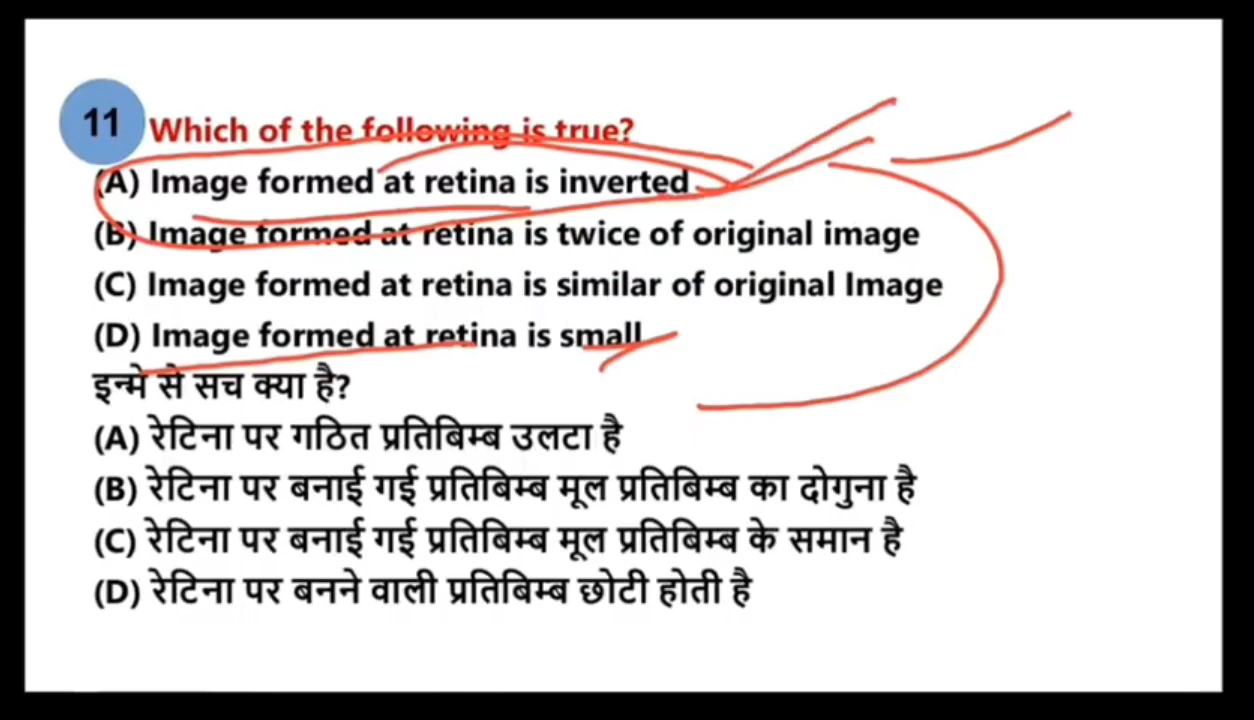 11 Which of the following is true?
(A) Image formed at retina is inverted
(B) Image formed at retina is twice of original image
(C) Image formed at retina is similar of original Image
(D) Image formed at retina is small
इन्मे से सच क्या है?
(A) रेटिना पर गठित प्रतिबिम्ब उलटा है
(B) रेटिना पर बनाई गई प्रतिबिम्ब मूल प्रतिबिम्ब का दोगुना है
(C) रेटिना पर बनाई गई प्रतिबिम्ब मूल प्रतिबिम्ब के समान है
(D) रेटिना पर बनने वाली प्रतिबिम्ब छोटी होती है